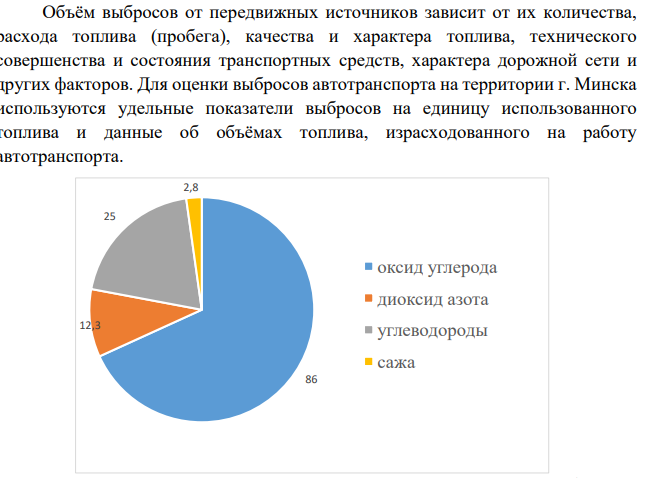 Объём выбросов от передвижных источников зависит от их количества,
расхода топлива (пробега), качества и характера топлива, технического
совершенства и состояния транспортных средств, характера дорожной сети и
других факторов. Для оценки выбросов автотранспорта на территории г. Минска
используются удельные показатели выбросов на единицу использованного
топлива и данные об объёмах топлива, израсходованного на работу
автотранспорта.
2,8
25
12,3
86
оксид углерода
диоксид азота
углеводороды
сажа